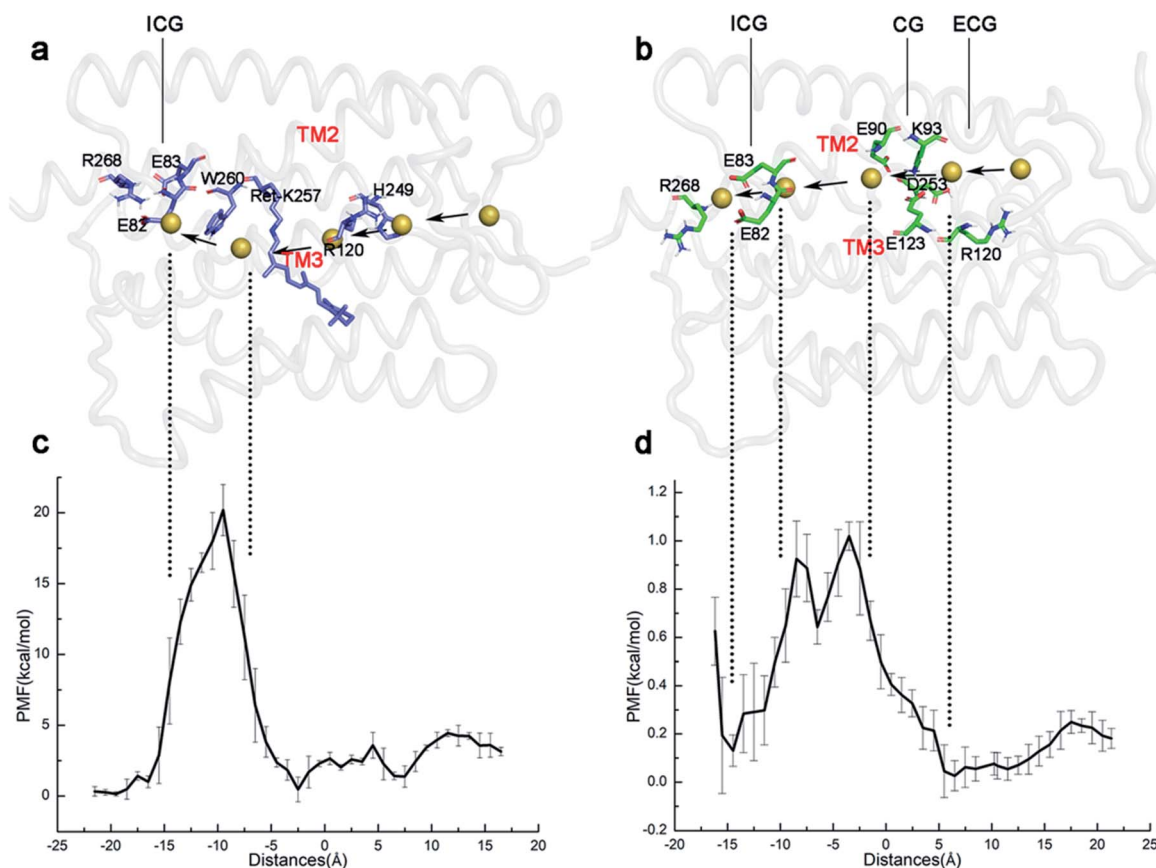 a
ICG
TM2
R268
E83
W260
Ret-K257
H249
E82
TM3
R120
b
ICG
CG
ECG
E90
K93
TM2
E83
R268
D253
E82
TM3
E123
R120
c
PMF(kcal/mol)
20
15
10
5
0
-25 -20 -15 -10 -5 0 5 10 15 20
Distances(Å)
d
PMF(kcal/mol)
1.2
1.0
0.8
0.6
0.4
0.2
0.0
-0.2
-20 -15 -10 -5 0 5 10 15 20 25
Distances(Å)